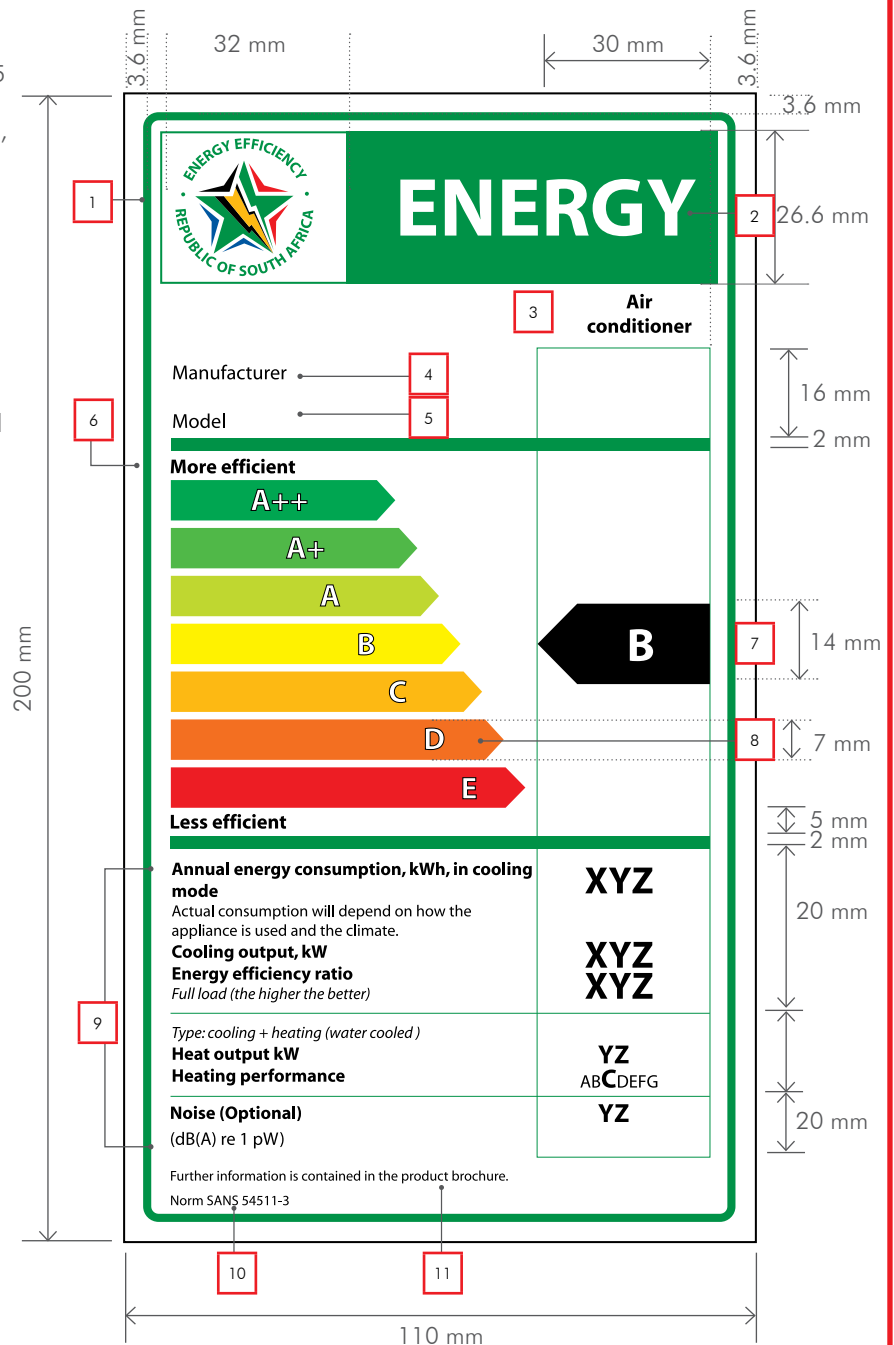 3.6 mm
32 mm
30 mm
3.6 mm
5
3.6 mm
,
ENERGY EFFICIENCY
REPUBLIC OF SOUTH AFRICA
ENERGY
1
2
26.6 mm
3
Air
conditioner
Manufacturer
4
16 mm
Model
5
6
2 mm
More efficient
A++
A+
A
B
B
7
14 mm
200 mm
C
D
8
7 mm
E
Less efficient
5 mm
2 mm
Annual energy consumption, kWh, in cooling
mode
XYZ
Actual consumption will depend on how the
appliance is used and the climate.
20 mm
Cooling output, kW
XYZ
Energy efficiency ratio
XYZ
Full load (the higher the better)
9
Type: cooling + heating (water cooled )
Heat output kW
YZ
Heating performance
ABCDEFG
Noise (Optional)
YZ
20 mm
(dB(A) re 1 pW)
Further information is contained in the product brochure.
Norm SANS 54511-3
10
11
110 mm